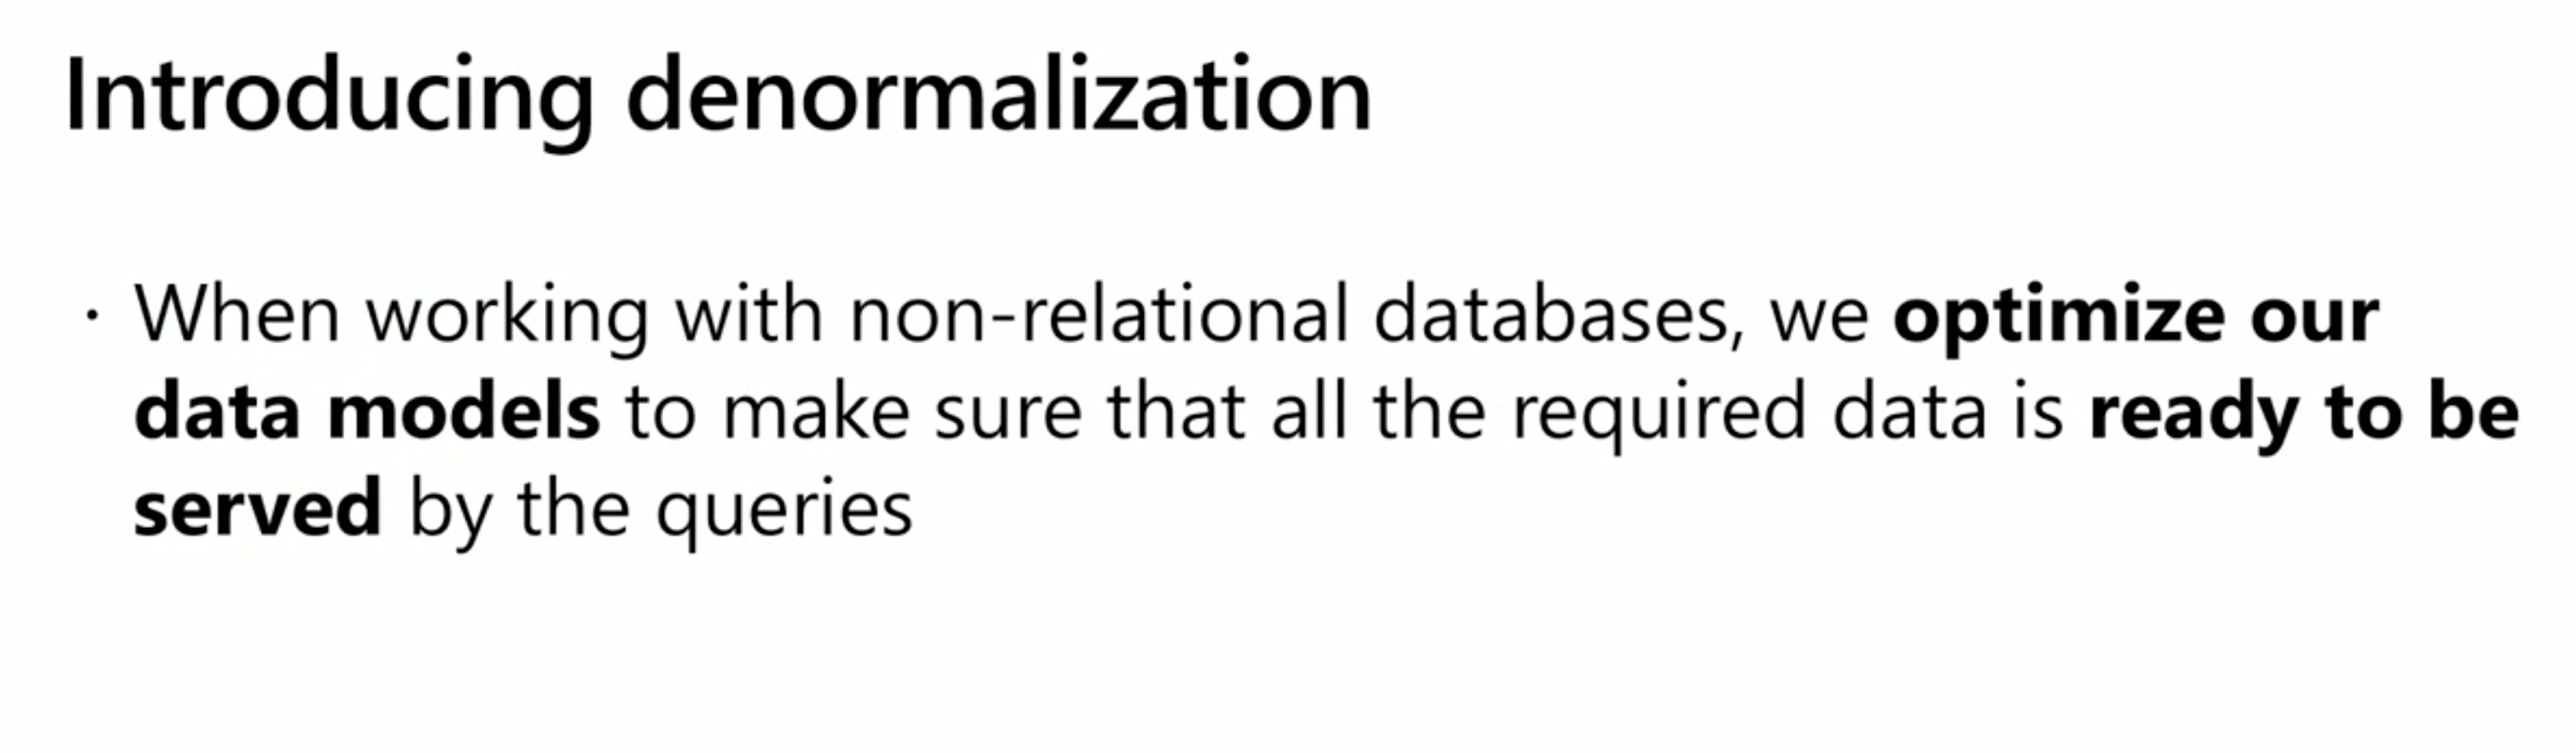 Introducing denormalization
· When working with non-relational databases, we optimize our
data models to make sure that all the required data is ready to be
served by the queries